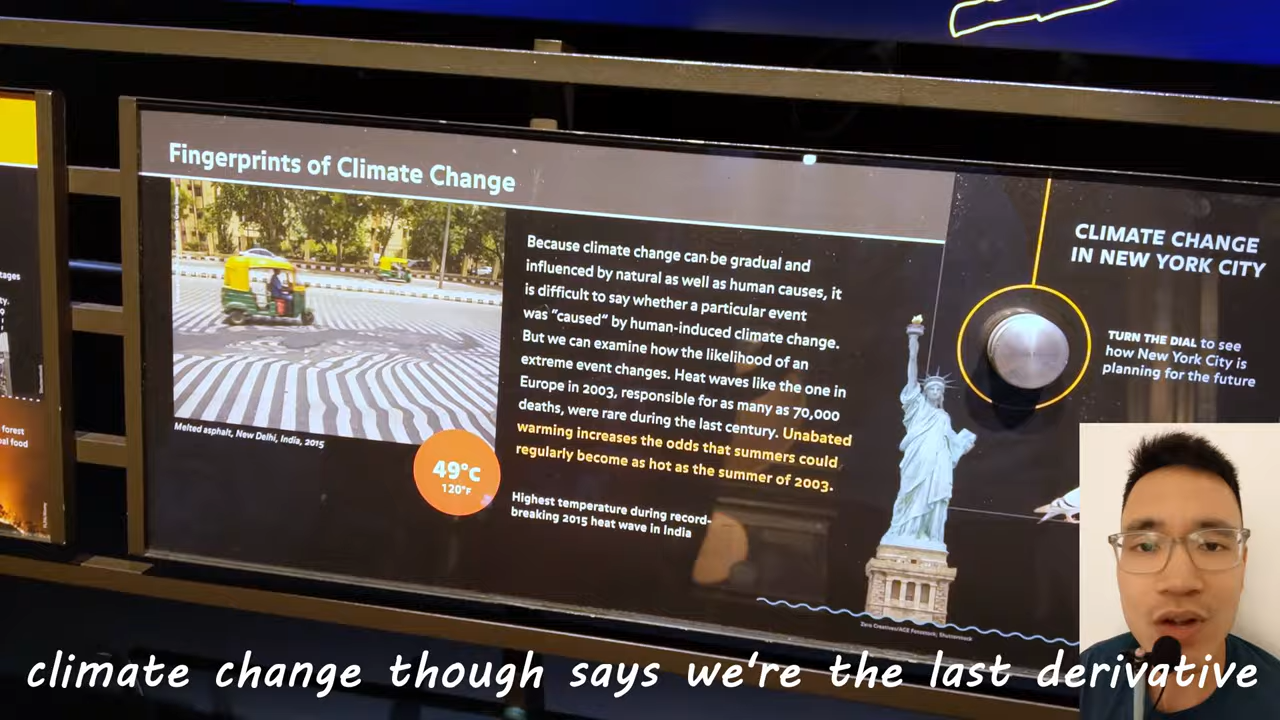 Fingerprints of Climate Change
Because climate change can be gradual and
influenced by natural as well as human causes, it
is difficult to say whether a particular event
was "caused" by human-induced climate change.
But we can examine how the likelihood of an
extreme event changes. Heat waves like the one in
Europe in 2003, responsible for as many as 70,000
deaths, were rare during the last century. Unabated
warming increases the odds that summers could
regularly become as hot as the summer of 2003.
Melted asphalt, New Delhi, India, 2015
49°C
120°F
Highest temperature during record-
breaking 2015 heat wave in India
CLIMATE CHANGE
IN NEW YORK CITY
TURN THE DIAL to see
how New York City is
planning for the future
forest
food
climate change though says we're the last derivative